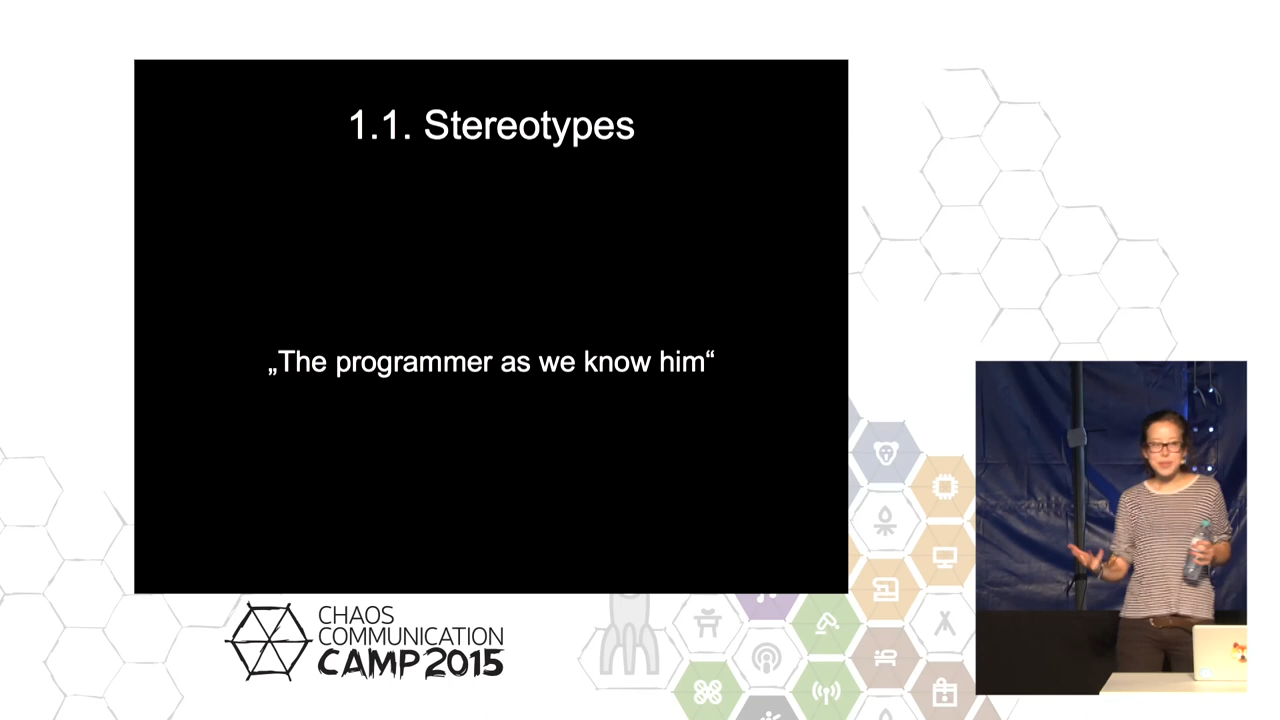 1.1. Stereotypes
„The programmer as we know him“
CHAOS
COMMUNICATION
CAMP 2015